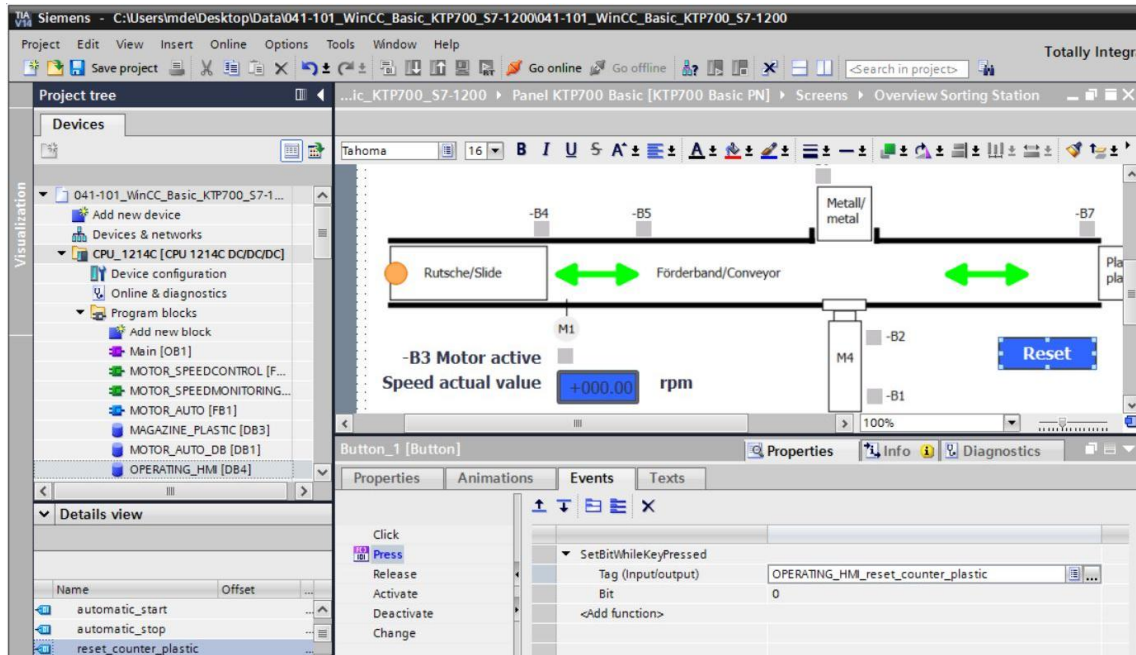 TIA V14 Siemens - C:\Users\mde\Desktop\Data\041-101_WinCC_Basic_KTP700_S7-1200\041-101_WinCC_Basic_KTP700_S7-1200
Project Edit View Insert Online Options Tools Window Help
Totally Integr
Save project Go online Go offline <Search in project>
Project tree
...ic_KTP700_S7-1200 Panel KTP700 Basic [KTP700 Basic PN] Screens Overview Sorting Station
Devices
Tahoma 16 B I U S A A
Visualization
041-101_WinCC_Basic_KTP700_S7-1...
Add new device
Devices & networks
CPU_1214C [CPU 1214C DC/DC/DC]
Device configuration
Online & diagnostics
Program blocks
Add new block
Main [OB1]
MOTOR_SPEEDCONTROL [F...
MOTOR_SPEEDMONITORING...
MOTOR_AUTO [FB1]
MAGAZINE_PLASTIC [DB3]
MOTOR_AUTO_DB [DB1]
OPERATING_HMI [DB4]
Metall/
metal
-B4 -B5 -B7
Rutsche/Slide Förderband/Conveyor
Pla
pla
M1
-B3 Motor active
Speed actual value +000.00 rpm
M4
-B2
Reset
-B1
100%
Button_1 [Button]
Properties Info Diagnostics
Properties Animations Events Texts
Details view
Name Offset ...
automatic_start ...
automatic_stop ...
reset_counter_plastic ...
Click
Press
Release
Activate
Deactivate
Change
SetBitWhileKeyPressed
Tag (Input/output) OPERATING_HMI_reset_counter_plastic ...
Bit 0
<Add function>